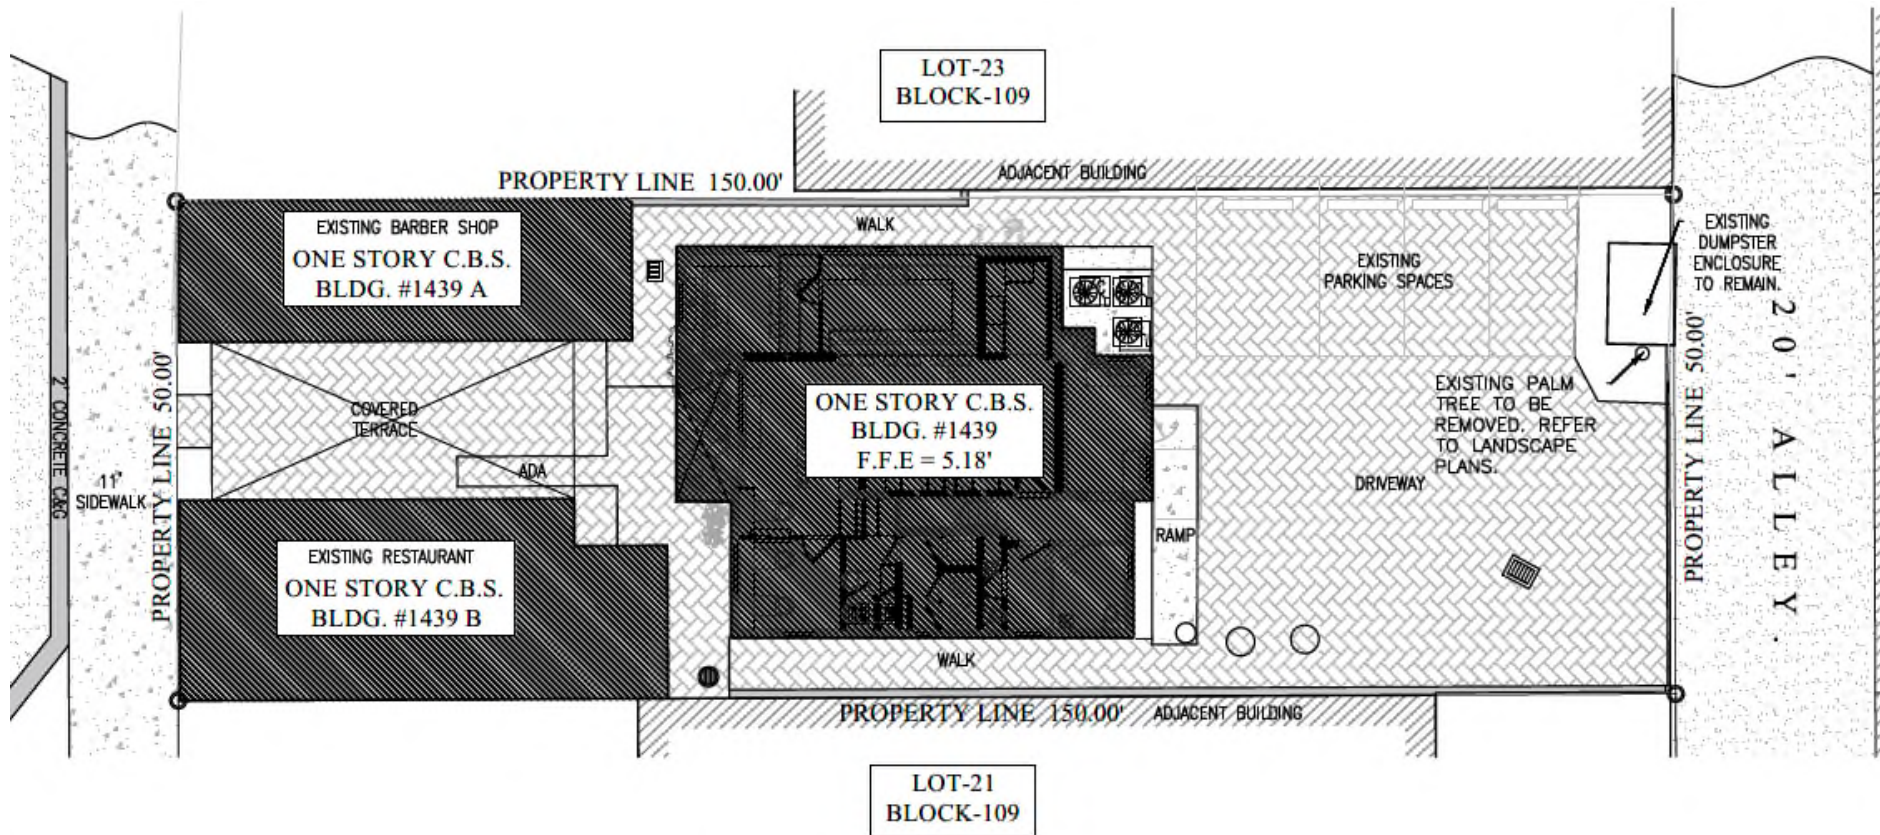 LOT-23
BLOCK-109
PROPERTY LINE 150.00'
ADJACENT BUILDING
EXISTING BARBER SHOP
ONE STORY C.B.S.
BLDG. #1439 A
WALK
EXISTING
PARKING SPACES
EXISTING
DUMPSTER
ENCLOSURE
TO REMAIN.
2' CONCRETE C&G
11'
SIDEWALK
PROPERTY LINE 50.00'
COVERED
TERRACE
ADA
ONE STORY C.B.S.
BLDG. #1439
F.F.E = 5.18'
EXISTING PALM
TREE TO BE
REMOVED. REFER
TO LANDSCAPE
PLANS.
DRIVEWAY
RAMP
PROPERTY LINE 50.00'
20' ALLEY.
EXISTING RESTAURANT
ONE STORY C.B.S.
BLDG. #1439 B
WALK
PROPERTY LINE 150.00'
ADJACENT BUILDING
LOT-21
BLOCK-109